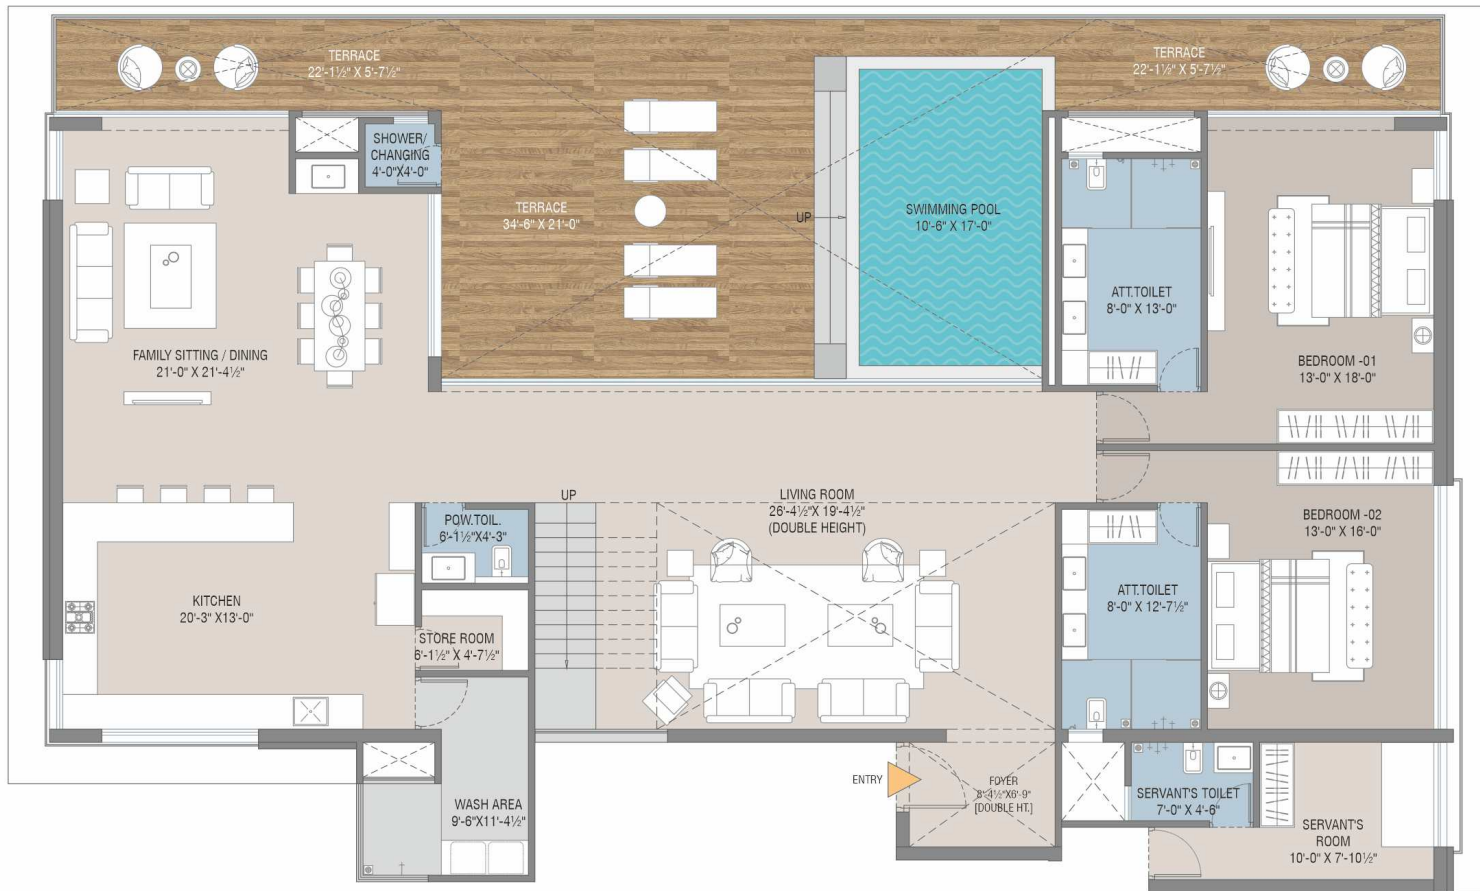 TERRACE
22'-1½" X 5'-7½"
TERRACE
22'-1½" X 5'-7½"
SHOWER/
CHANGING
4'-0"X4'-0"
TERRACE
34'-6" X 21'-0"
UP
SWIMMING POOL
10'-6" X 17'-0"
ATT.TOILET
8'-0" X 13'-0"
BEDROOM -01
13'-0" X 18'-0"
FAMILY SITTING / DINING
21'-0" X 21'-4½"
UP
LIVING ROOM
26'-4½"X 19'-4½"
(DOUBLE HEIGHT)
BEDROOM -02
13'-0" X 16'-0"
POW.TOIL.
6'-1½"X4'-3"
KITCHEN
20'-3" X13'-0"
STORE ROOM
6'-1½" X 4'-7½"
ATT.TOILET
8'-0" X 12'-7½"
ENTRY
FOYER
8'-4½"X6'-9"
[DOUBLE HT.]
WASH AREA
9'-6"X11'-4½"
SERVANT'S TOILET
7'-0" X 4'-6"
SERVANT'S
ROOM
10'-0" X 7'-10½"